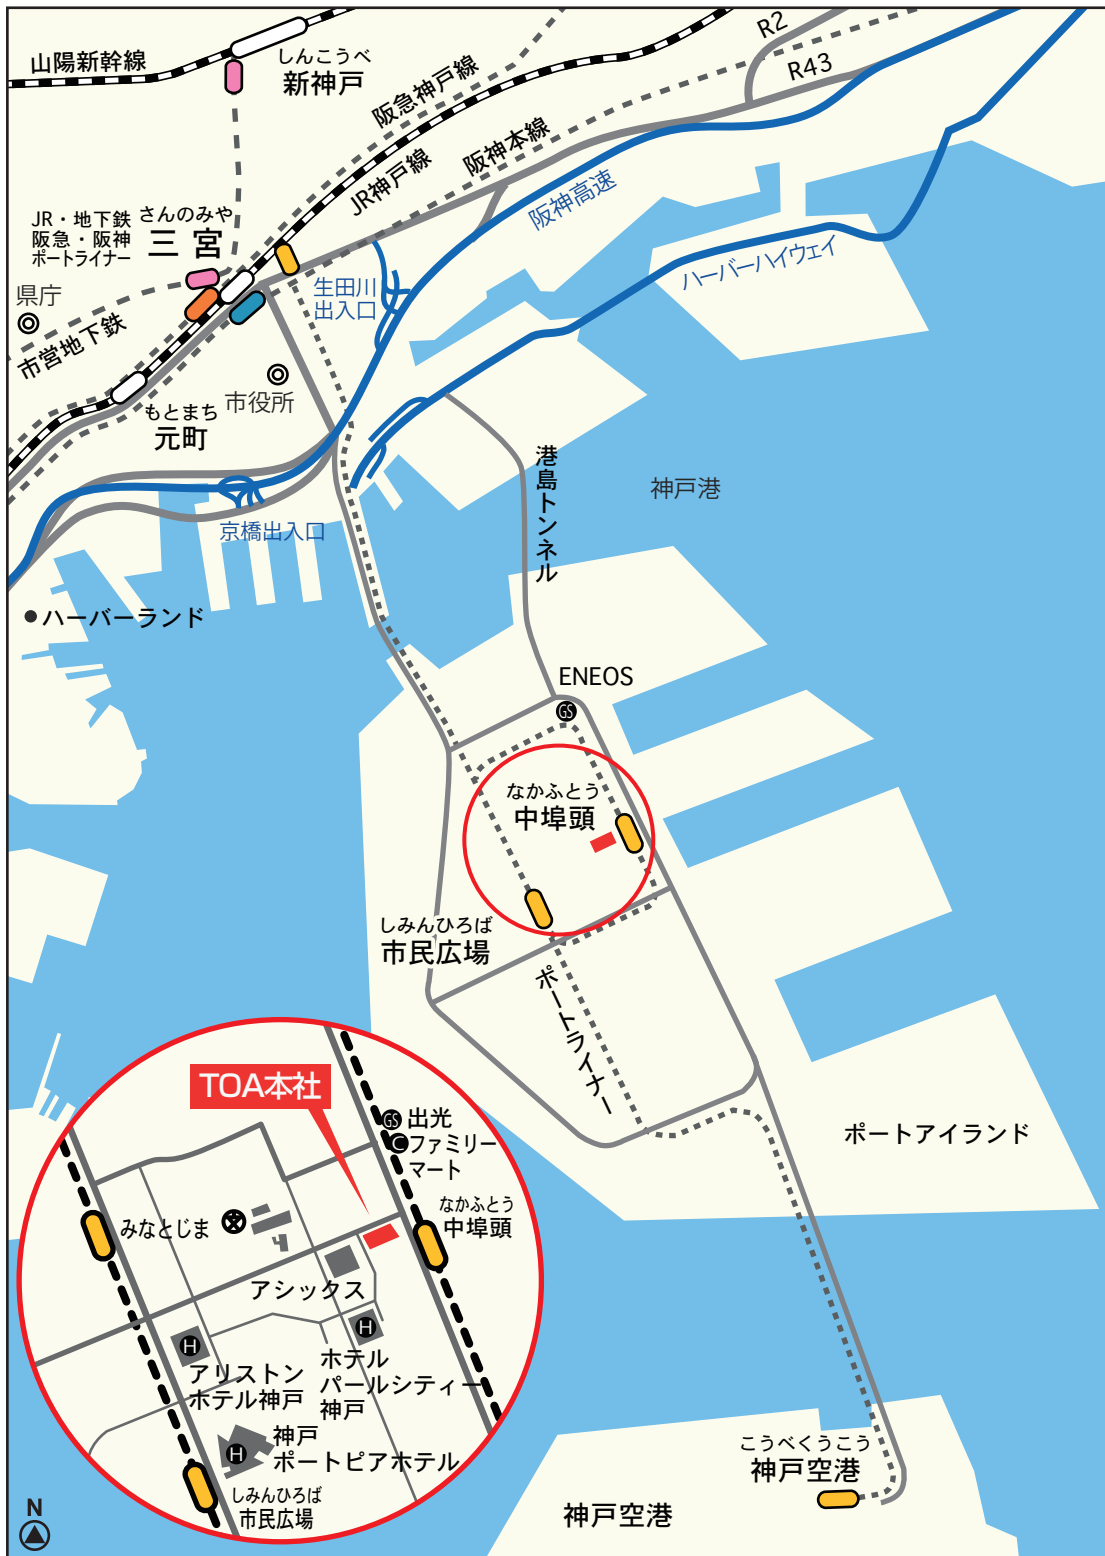 山陽新幹線
しんこうべ
新神戸
阪急神戸線
JR神戸線
阪神本線
R2
R43
阪神高速
ハーバーハイウェイ
JR・地下鉄
阪急・阪神
ポートライナー
さんのみや
三宮
県庁
市営地下鉄
生田川
出入口
市役所
もとまち
元町
京橋出入口
港島トンネル
神戸港
ハーバーランド
ENEOS
GS
なかふとう
中埠頭
しみんひろば
市民広場
ポートライナー
ポートアイランド
TOA本社
GS
出光
C
ファミリー
マート
なかふとう
中埠頭
みなとじま
アシックス
H
アリストン
ホテル神戸
H
ホテル
パールシティー
神戸
H
神戸
ポートピアホテル
しみんひろば
市民広場
こうべくうこう
神戸空港
神戸空港
N